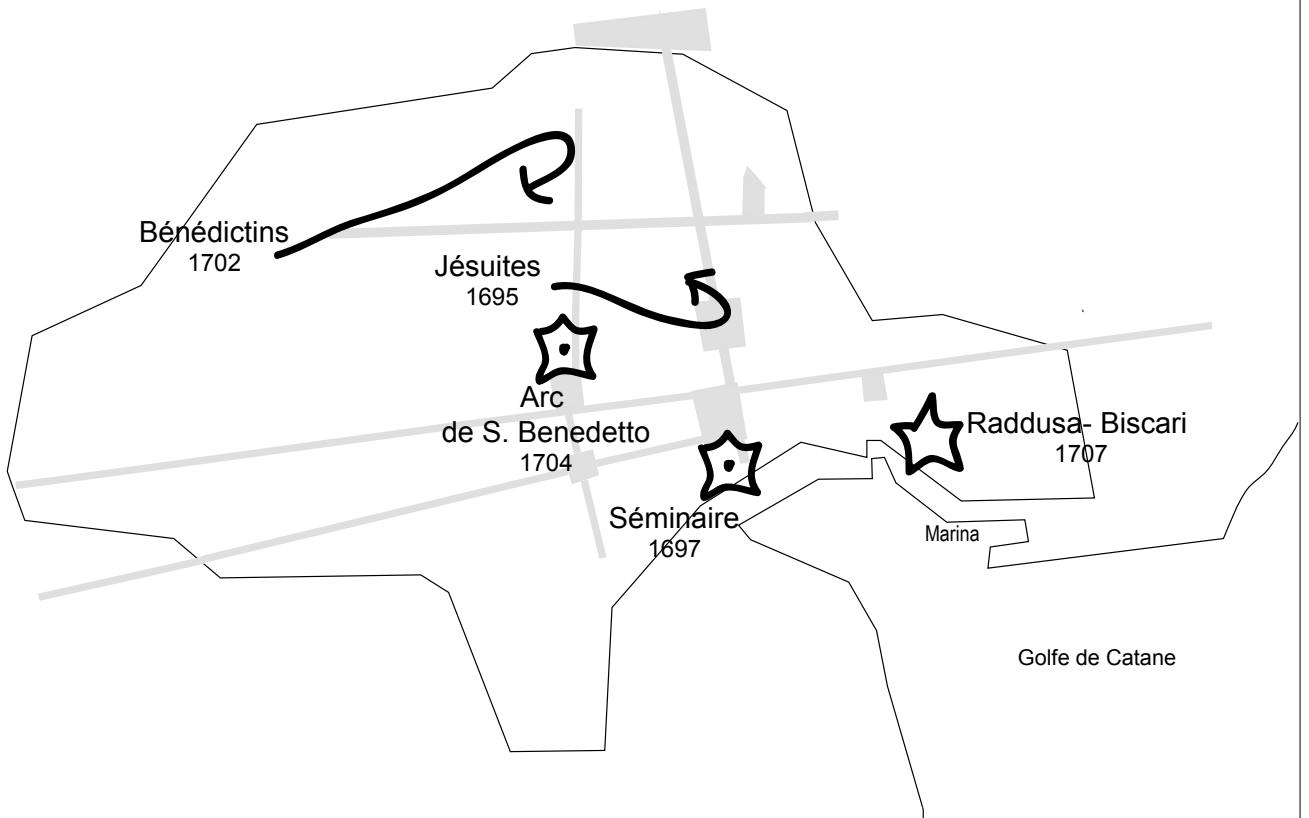 Bénédictins
1702
Jésuites
1695
Arc
de S. Benedetto
1704
Raddusa- Biscari
1707
Séminaire
1697
Marina
Golfe de Catane